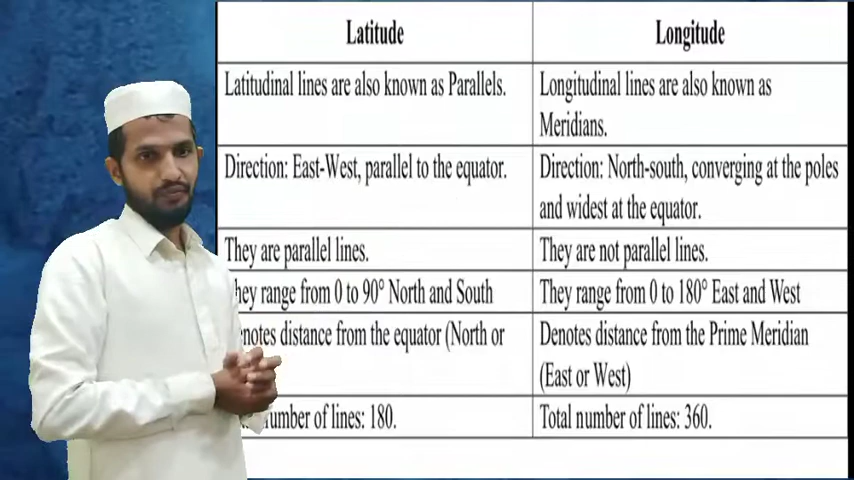 Latitude
Longitude
Latitudinal lines are also known as Parallels.
Longitudinal lines are also known as
Meridians.
Direction: East-West, parallel to the equator.
Direction: North-south, converging at the poles
and widest at the equator.
They are parallel lines.
They are not parallel lines.
hey range from 0 to 90° North and South
They range from 0 to 180° East and West
enotes distance from the equator (North or
Denotes distance from the Prime Meridian
(East or West)
umber of lines: 180.
Total number of lines: 360.